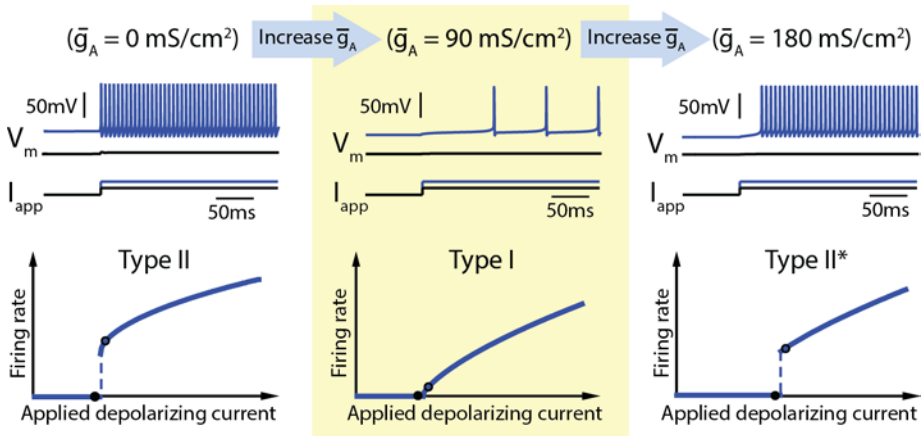 (ḡA = 0 mS/cm²) Increase ḡA (ḡA = 90 mS/cm²) Increase ḡA (ḡA = 180 mS/cm²)
50mV 50mV 50mV
Vm Vm Vm
Iapp Iapp Iapp
50ms 50ms 50ms
Type II Type I Type II*
Firing rate Firing rate Firing rate
Applied depolarizing current Applied depolarizing current Applied depolarizing current